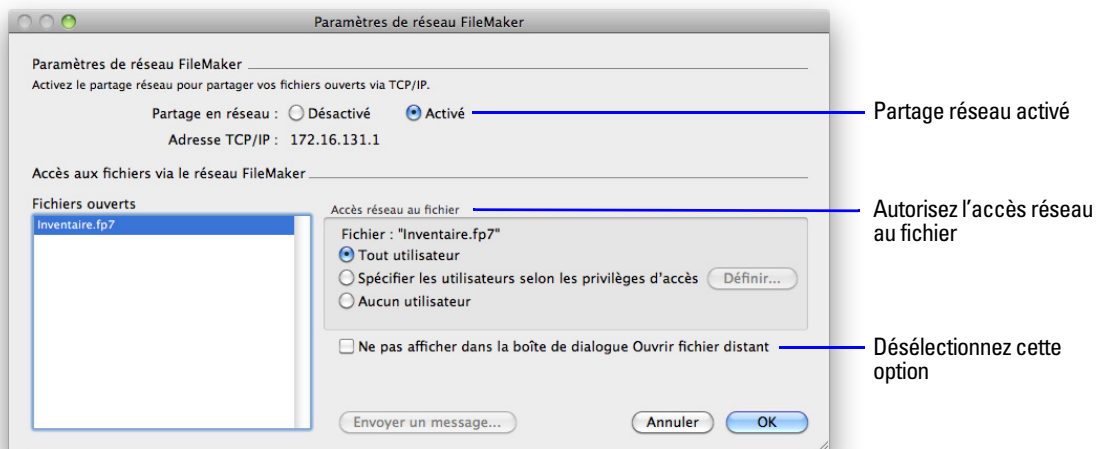 Paramètres de réseau FileMaker
Paramètres de réseau FileMaker
Activez le partage réseau pour partager vos fichiers ouverts via TCP/IP.
Partage en réseau : Désactivé Activé
Partage réseau activé
Adresse TCP/IP : 172.16.131.1
Accès aux fichiers via le réseau FileMaker
Fichiers ouverts
Inventaire.fp7
Accès réseau au fichier
Autorisez l'accès réseau
au fichier
Fichier : "Inventaire.fp7"
Tout utilisateur
Spécifier les utilisateurs selon les privilèges d'accès Définir...
Aucun utilisateur
Ne pas afficher dans la boîte de dialogue Ouvrir fichier distant
Désélectionnez cette
option
Envoyer un message... Annuler OK